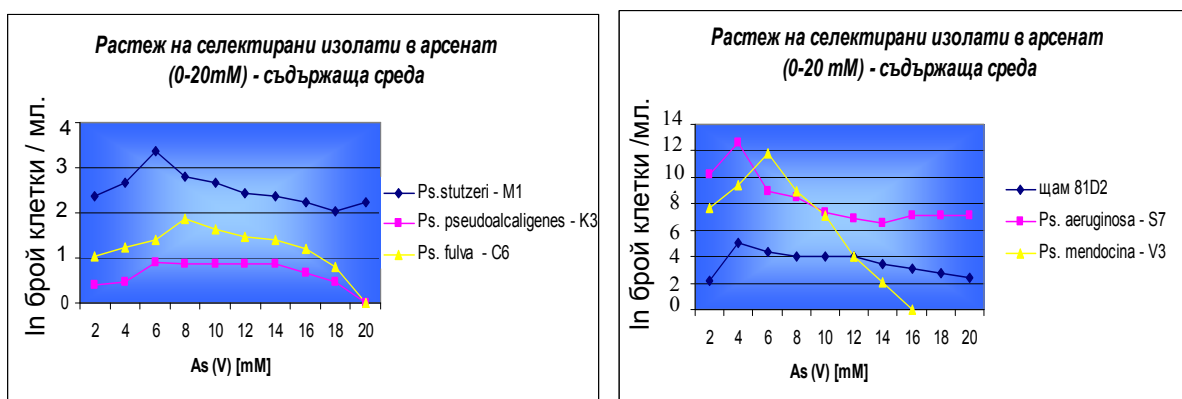 Растеж на селектирани изолати в арсенат
(0-20mM) - съдържаща среда
ln брой клетки / мл.
4
3
2
1
0
2 4 6 8 10 12 14 16 18 20
As (V) [mM]
Ps.stutzeri - M1
Ps. pseudoalcaligenes - K3
Ps. fulva - C6
Растеж на селектирани изолати в арсенат
(0-20 mM) - съдържаща среда
ln брой клетки /мл.
14
12
10
8
6
4
2
0
2 4 6 8 10 12 14 16 18 20
As (V) [mM]
щам 81D2
Ps. aeruginosa - S7
Ps. mendocina - V3